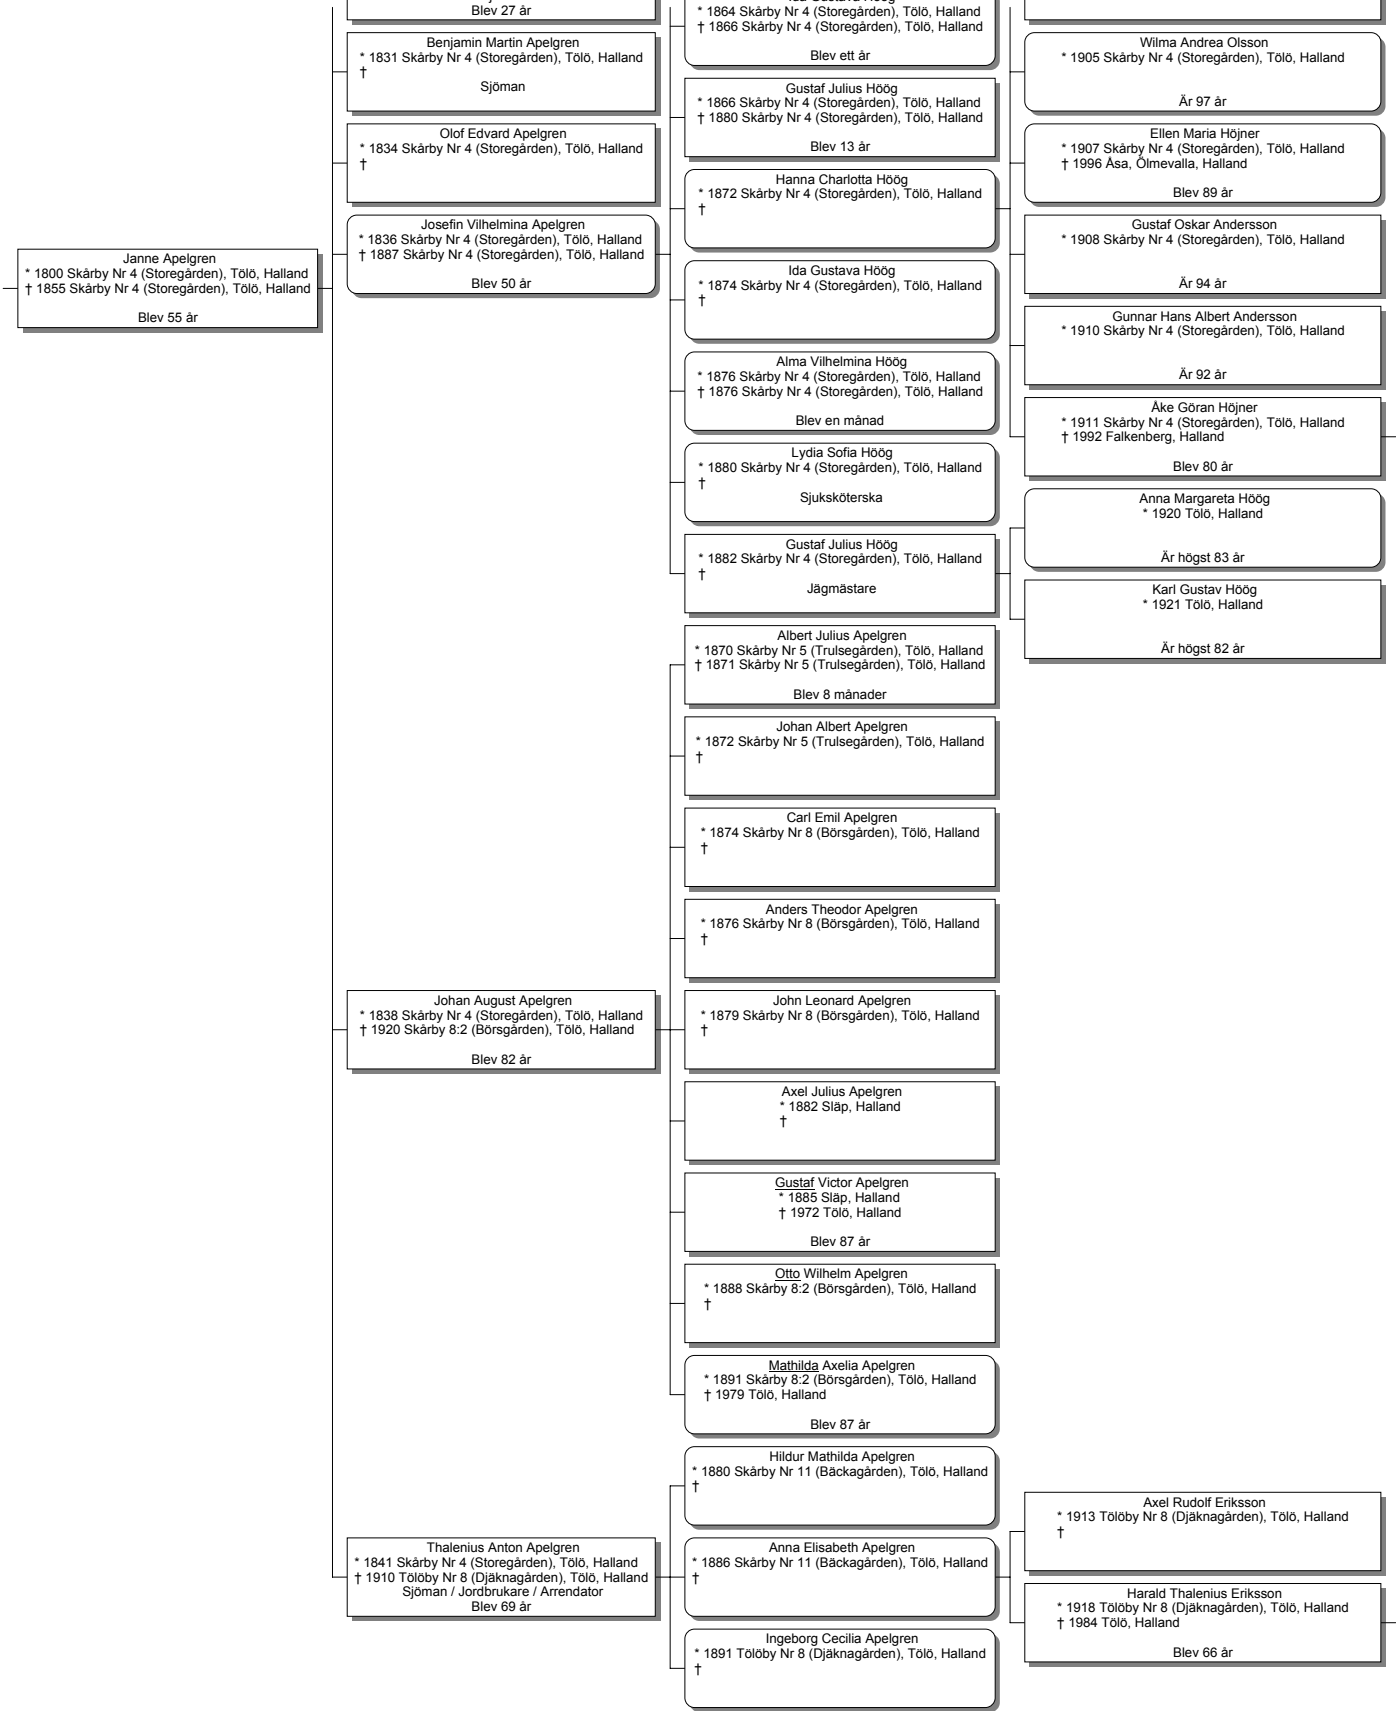 Blev 27 år
Benjamin Martin Apelgren
* 1831 Skårby Nr 4 (Storegården), Tölö, Halland
†
Sjöman
Olof Edvard Apelgren
* 1834 Skårby Nr 4 (Storegården), Tölö, Halland
†
Josefin Vilhelmina Apelgren
* 1836 Skårby Nr 4 (Storegården), Tölö, Halland
† 1887 Skårby Nr 4 (Storegården), Tölö, Halland
Blev 50 år
Janne Apelgren
* 1800 Skårby Nr 4 (Storegården), Tölö, Halland
† 1855 Skårby Nr 4 (Storegården), Tölö, Halland
Blev 55 år
Johan August Apelgren
* 1838 Skårby Nr 4 (Storegården), Tölö, Halland
† 1920 Skårby 8:2 (Börsgården), Tölö, Halland
Blev 82 år
Thalenius Anton Apelgren
* 1841 Skårby Nr 4 (Storegården), Tölö, Halland
† 1910 Tölöby Nr 8 (Djäknagården), Tölö, Halland
Sjöman / Jordbrukare / Arrendator
Blev 69 år
* 1864 Skårby Nr 4 (Storegården), Tölö, Halland
† 1866 Skårby Nr 4 (Storegården), Tölö, Halland
Blev ett år
Gustaf Julius Höög
* 1866 Skårby Nr 4 (Storegården), Tölö, Halland
† 1880 Skårby Nr 4 (Storegården), Tölö, Halland
Blev 13 år
Hanna Charlotta Höög
* 1872 Skårby Nr 4 (Storegården), Tölö, Halland
†
Ida Gustava Höög
* 1874 Skårby Nr 4 (Storegården), Tölö, Halland
†
Alma Vilhelmina Höög
* 1876 Skårby Nr 4 (Storegården), Tölö, Halland
† 1876 Skårby Nr 4 (Storegården), Tölö, Halland
Blev en månad
Lydia Sofia Höög
* 1880 Skårby Nr 4 (Storegården), Tölö, Halland
†
Sjuksköterska
Gustaf Julius Höög
* 1882 Skårby Nr 4 (Storegården), Tölö, Halland
†
Jägmästare
Albert Julius Apelgren
* 1870 Skårby Nr 5 (Trulsegården), Tölö, Halland
† 1871 Skårby Nr 5 (Trulsegården), Tölö, Halland
Blev 8 månader
Johan Albert Apelgren
* 1872 Skårby Nr 5 (Trulsegården), Tölö, Halland
†
Carl Emil Apelgren
* 1874 Skårby Nr 8 (Börsgården), Tölö, Halland
†
Anders Theodor Apelgren
* 1876 Skårby Nr 8 (Börsgården), Tölö, Halland
†
John Leonard Apelgren
* 1879 Skårby Nr 8 (Börsgården), Tölö, Halland
†
Axel Julius Apelgren
* 1882 Släp, Halland
†
Gustaf Victor Apelgren
* 1885 Släp, Halland
† 1972 Tölö, Halland
Blev 87 år
Otto Wilhelm Apelgren
* 1888 Skårby 8:2 (Börsgården), Tölö, Halland
†
Mathilda Axelia Apelgren
* 1891 Skårby 8:2 (Börsgården), Tölö, Halland
† 1979 Tölö, Halland
Blev 87 år
Hildur Mathilda Apelgren
* 1880 Skårby Nr 11 (Bäckagården), Tölö, Halland
†
Anna Elisabeth Apelgren
* 1886 Skårby Nr 11 (Bäckagården), Tölö, Halland
†
Ingeborg Cecilia Apelgren
* 1891 Tölöby Nr 8 (Djäknagården), Tölö, Halland
†
Wilma Andrea Olsson
* 1905 Skårby Nr 4 (Storegården), Tölö, Halland
Är 97 år
Ellen Maria Höjner
* 1907 Skårby Nr 4 (Storegården), Tölö, Halland
† 1996 Åsa, Ölmevalla, Halland
Blev 89 år
Gustaf Oskar Andersson
* 1908 Skårby Nr 4 (Storegården), Tölö, Halland
Är 94 år
Gunnar Hans Albert Andersson
* 1910 Skårby Nr 4 (Storegården), Tölö, Halland
Är 92 år
Åke Göran Höjner
* 1911 Skårby Nr 4 (Storegården), Tölö, Halland
† 1992 Falkenberg, Halland
Blev 80 år
Anna Margareta Höög
* 1920 Tölö, Halland
Är högst 83 år
Karl Gustav Höög
* 1921 Tölö, Halland
Är högst 82 år
Axel Rudolf Eriksson
* 1913 Tölöby Nr 8 (Djäknagården), Tölö, Halland
†
Harald Thalenius Eriksson
* 1918 Tölöby Nr 8 (Djäknagården), Tölö, Halland
† 1984 Tölö, Halland
Blev 66 år